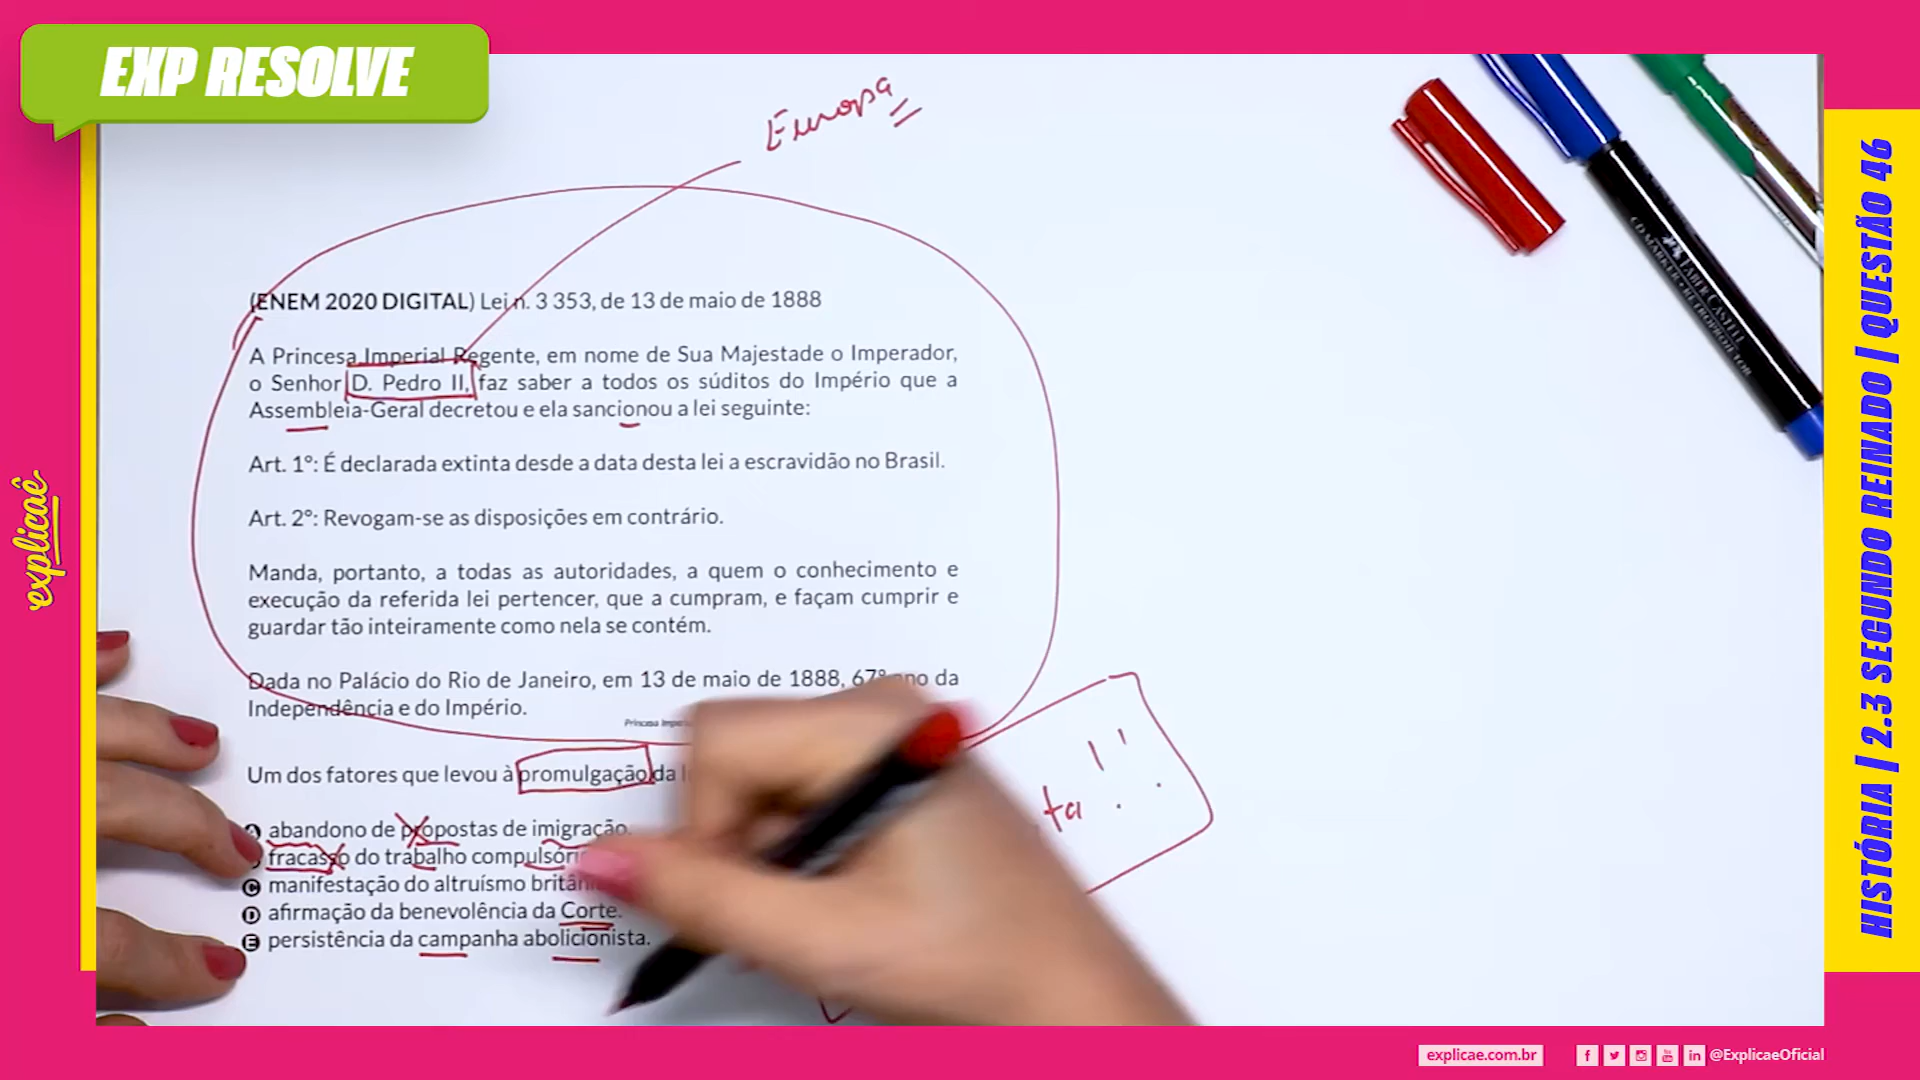 EXP RESOLVE
Europa
(ENEM 2020 DIGITAL) Lei n. 3 353, de 13 de maio de 1888
A Princesa Imperial Regente, em nome de Sua Majestade o Imperador,
o Senhor D. Pedro II, faz saber a todos os súditos do Império que a
Assembleia-Geral decretou e ela sancionou a lei seguinte:
Art. 1º: É declarada extinta desde a data desta lei a escravidão no Brasil.
Art. 2º: Revogam-se as disposições em contrário.
Manda, portanto, a todas as autoridades, a quem o conhecimento e
execução da referida lei pertencer, que a cumpram, e façam cumprir e
guardar tão inteiramente como nela se contém.
Dada no Palácio do Rio de Janeiro, em 13 de maio de 1888, 67º ano da
Independência e do Império.
Princesa
Um dos fatores que levou à promulgação da
ta !!
A abandono de propostas de imigração.
fracasso do trabalho
C manifestação do altruísmo
D afirmação da benevolência da Corte.
E persistência da campanha abolicionista.
explicaê
HISTÓRIA | 2.3 SEGUNDO REINADO | QUESTÃO 46
CD MARKER • RETROPROJETOR
FABER CASTELL
explicae.com.br
@ExplicaeOficial